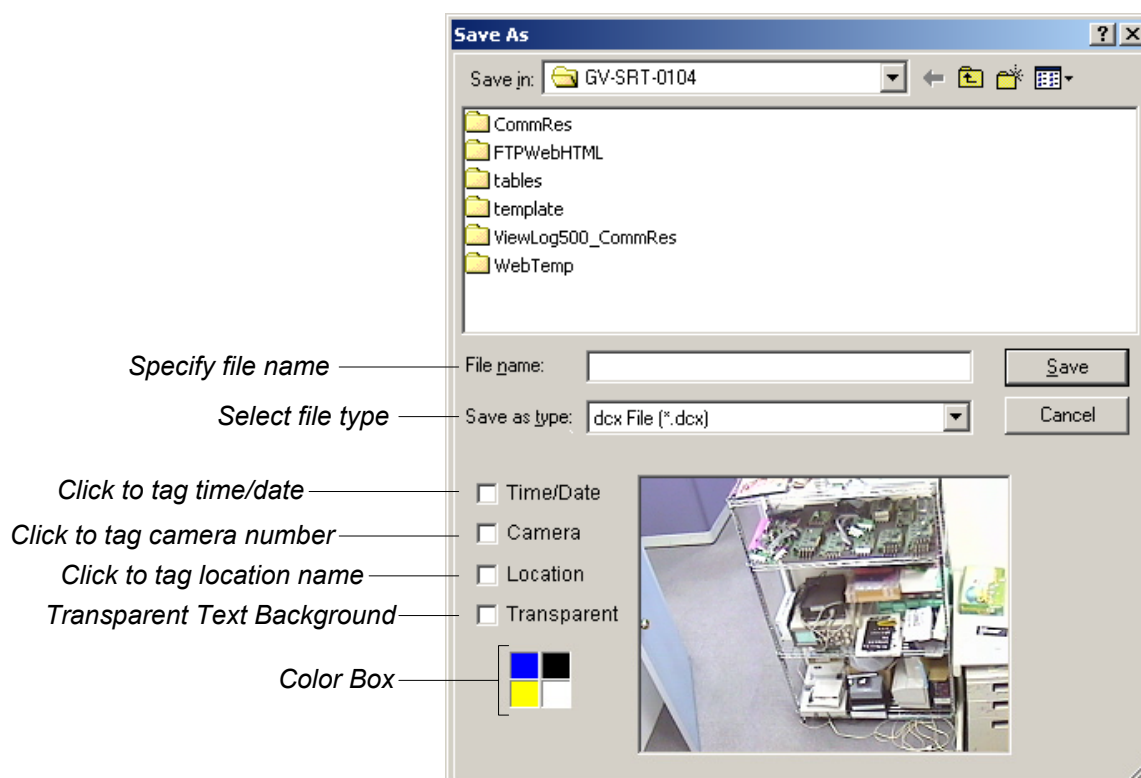 Save As
Save in: GV-SRT-0104
CommRes
FTPWebHTML
tables
template
ViewLog500_CommRes
WebTemp
Specify file name
File name:
Save
Select file type
Save as type: dcx File (*.dcx)
Cancel
Click to tag time/date
Time/Date
Click to tag camera number
Camera
Click to tag location name
Location
Transparent Text Background
Transparent
Color Box